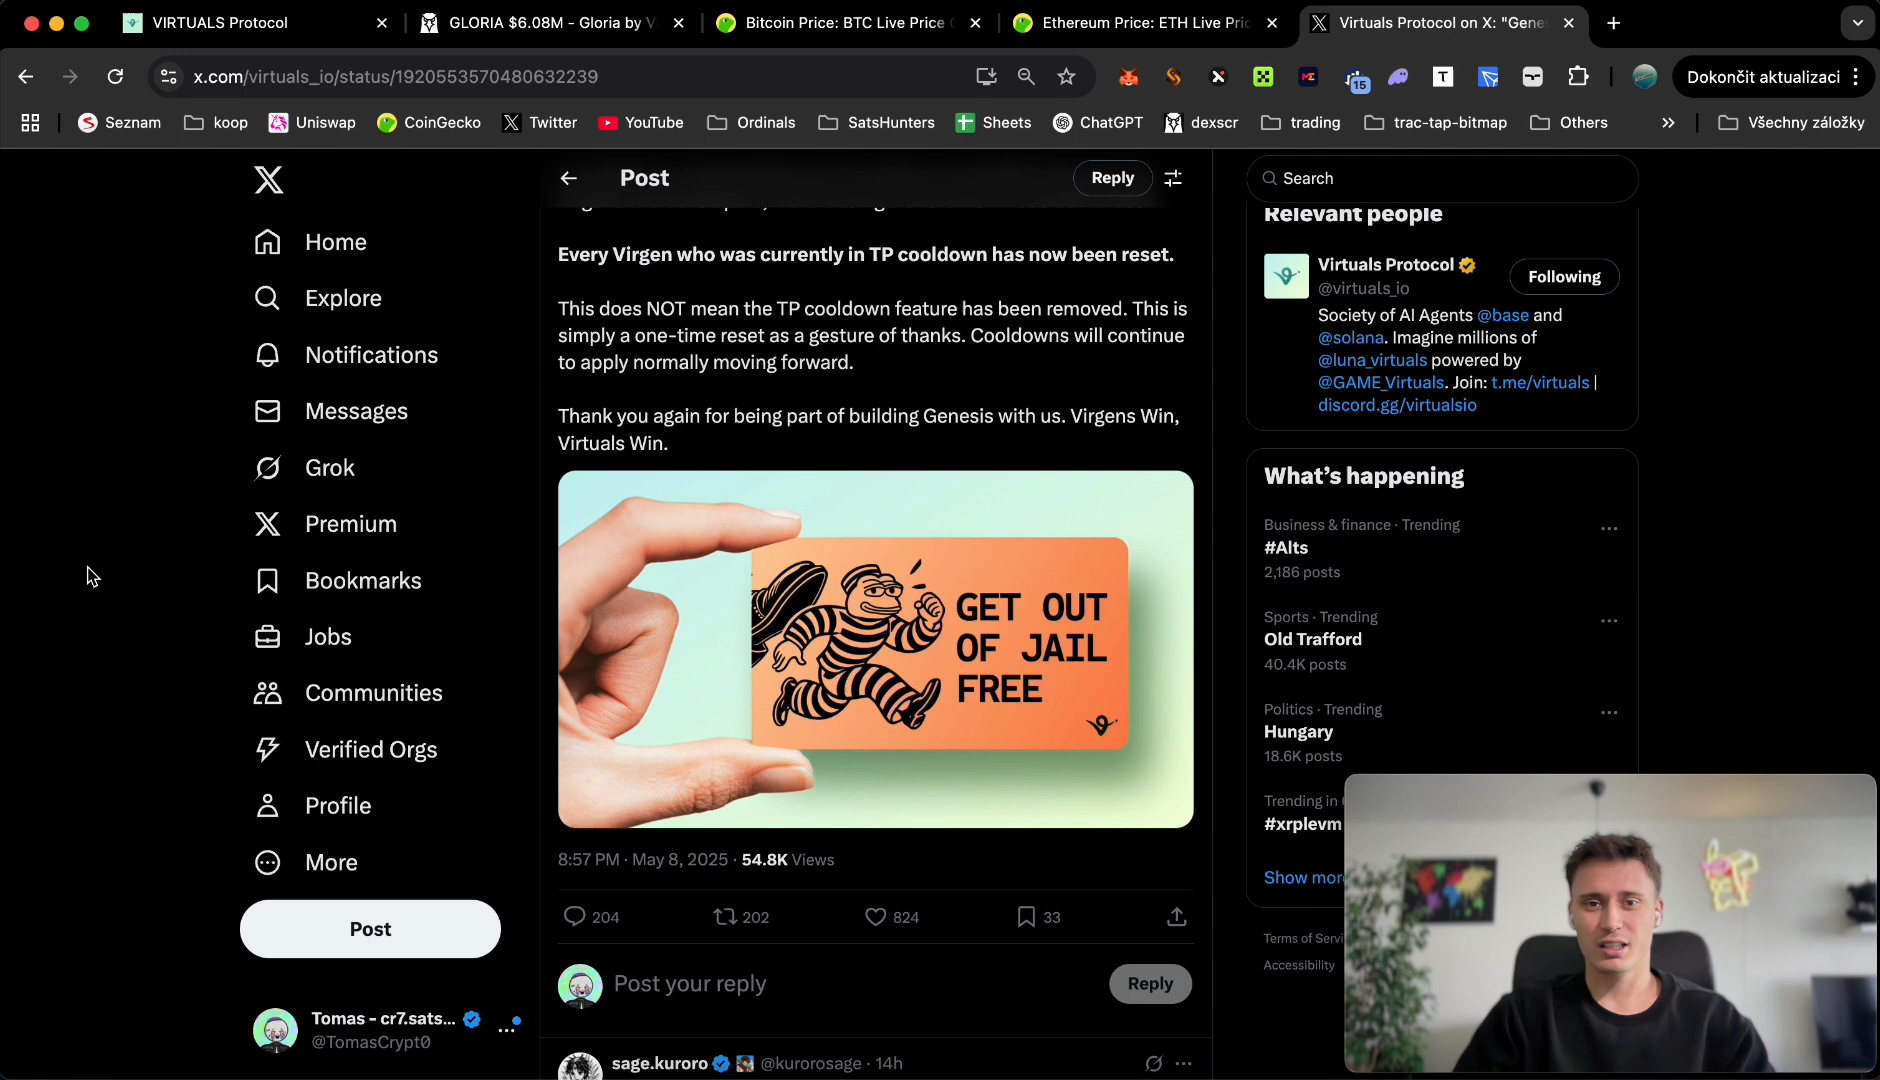 VIRTUALS Protocol
GLORIA $6.08M - Gloria by V
Bitcoin Price: BTC Live Price
Ethereum Price: ETH Live Pric
Virtuals Protocol on X: "Gene
x.com/virtuals_io/status/1920553570480632239
15
Dokončit aktualizaci
Seznam
koop
Uniswap
CoinGecko
Twitter
YouTube
Ordinals
SatsHunters
Sheets
ChatGPT
dexscr
trading
trac-tap-bitmap
Others
»
Všechny záložky
Home
Explore
Notifications
Messages
Grok
Premium
Bookmarks
Jobs
Communities
Verified Orgs
Profile
More
Post
Tomas - cr7.sats...
@TomasCrypt0
Post
Reply
Every Virgen who was currently in TP cooldown has now been reset.
This does NOT mean the TP cooldown feature has been removed. This is
simply a one-time reset as a gesture of thanks. Cooldowns will continue
to apply normally moving forward.
Thank you again for being part of building Genesis with us. Virgens Win,
Virtuals Win.
GET OUT
OF JAIL
FREE
8:57 PM · May 8, 2025 · 54.8K Views
204
202
824
33
Post your reply
Reply
sage.kuroro @kurorosage · 14h
Search
Relevant people
Virtuals Protocol
@virtuals_io
Following
Society of AI Agents @base and
@solana. Imagine millions of
@luna_virtuals powered by
@GAME_Virtuals. Join: t.me/virtuals |
discord.gg/virtualsio
What's happening
Business & finance · Trending
#Alts
2,186 posts
Sports · Trending
Old Trafford
40.4K posts
Politics · Trending
Hungary
18.6K posts
Trending in
#xrplevm
Show more
Terms of Servi
Accessibility